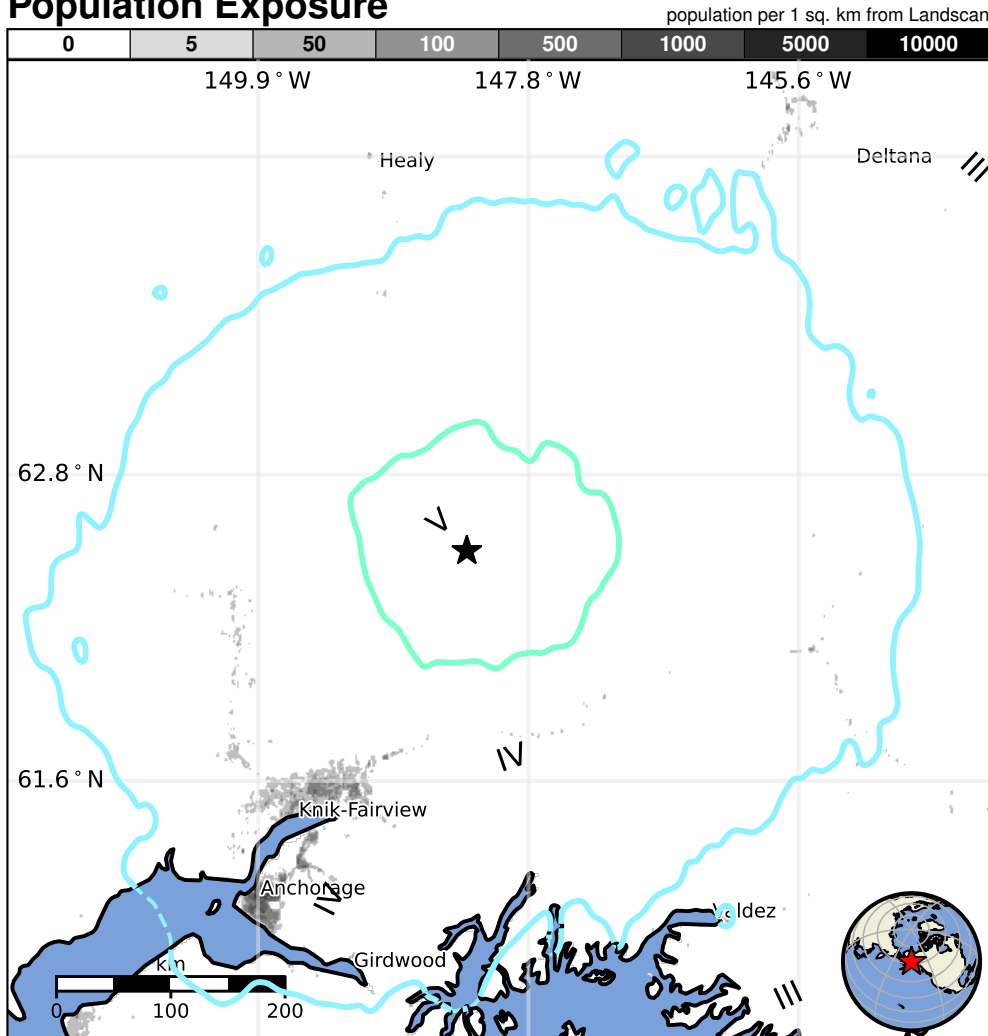 Population Exposure
population per 1 sq. km from Landscan
0 5 50 100 500 1000 5000 10000
149.9°W 147.8°W 145.6°W
Healy
Deltana
III
62.8°N
V
IV
61.6°N
Knik-Fairview
Anchorage
IV
Valdez
Girdwood
km
0 100 200
III